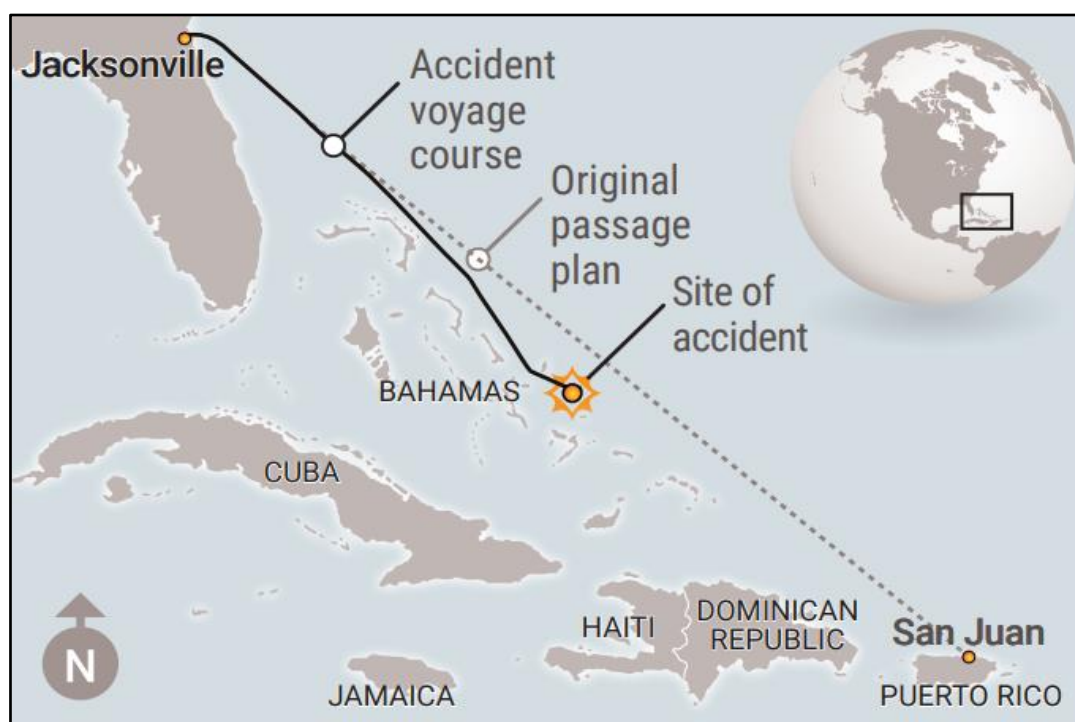 Jacksonville
Accident
voyage
course
Original
passage
plan
Site of
accident
BAHAMAS
CUBA
HAITI
DOMINICAN
REPUBLIC
San Juan
JAMAICA
PUERTO RICO
N